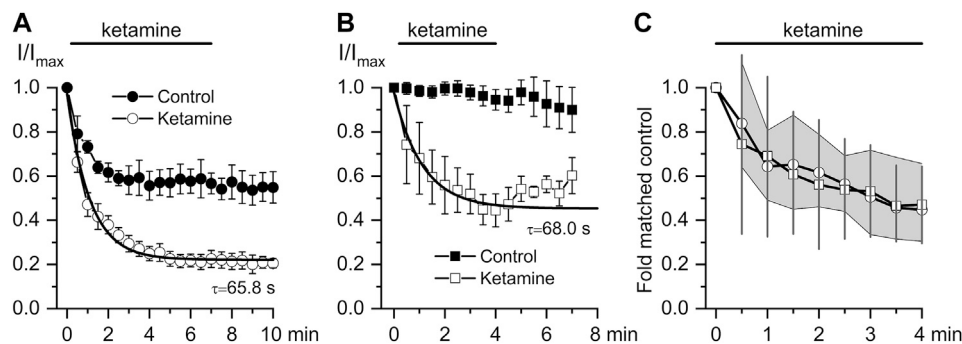 A
ketamine
I/Imax
1.0
0.8
0.6
0.4
0.2
0.0
0 2 4 6 8 10 min
Control
Ketamine
τ=65.8 s
B
ketamine
I/Imax
1.0
0.8
0.6
0.4
0.2
0.0
0 2 4 6 8 min
τ=68.0 s
Control
Ketamine
C
ketamine
Fold matched control
1.0
0.8
0.6
0.4
0.2
0.0
0 1 2 3 4 min